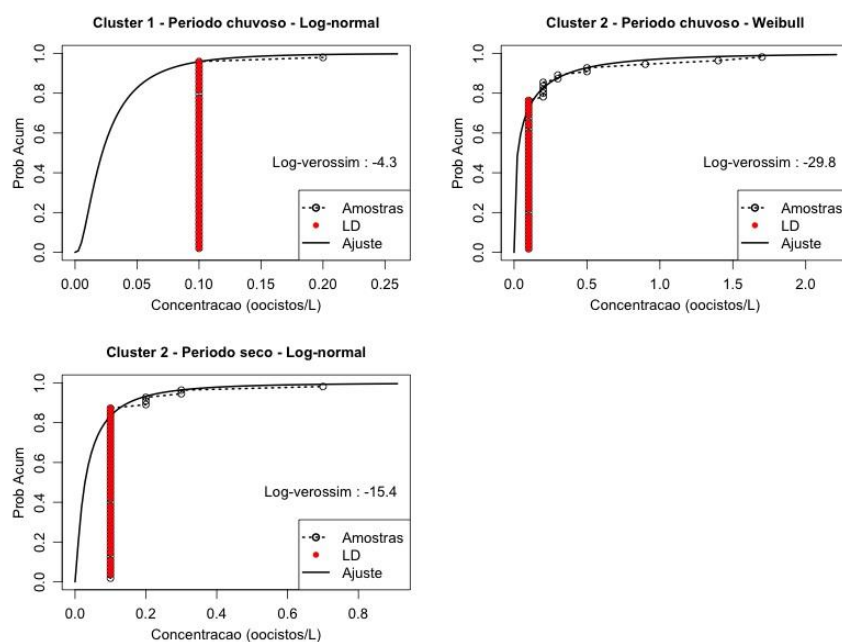 Cluster 1 - Periodo chuvoso - Log-normal
Prob Acum
1.0
0.8
0.6
0.4
0.2
0.0
Log-verossim : -4.3
Amostras
LD
Ajuste
0.00 0.05 0.10 0.15 0.20 0.25
Concentracao (oocistos/L)
Cluster 2 - Periodo chuvoso - Weibull
Prob Acum
1.0
0.8
0.6
0.4
0.2
0.0
Log-verossim : -29.8
Amostras
LD
Ajuste
0.0 0.5 1.0 1.5 2.0
Concentracao (oocistos/L)
Cluster 2 - Periodo seco - Log-normal
Prob Acum
1.0
0.8
0.6
0.4
0.2
0.0
Log-verossim : -15.4
Amostras
LD
Ajuste
0.0 0.2 0.4 0.6 0.8
Concentracao (oocistos/L)